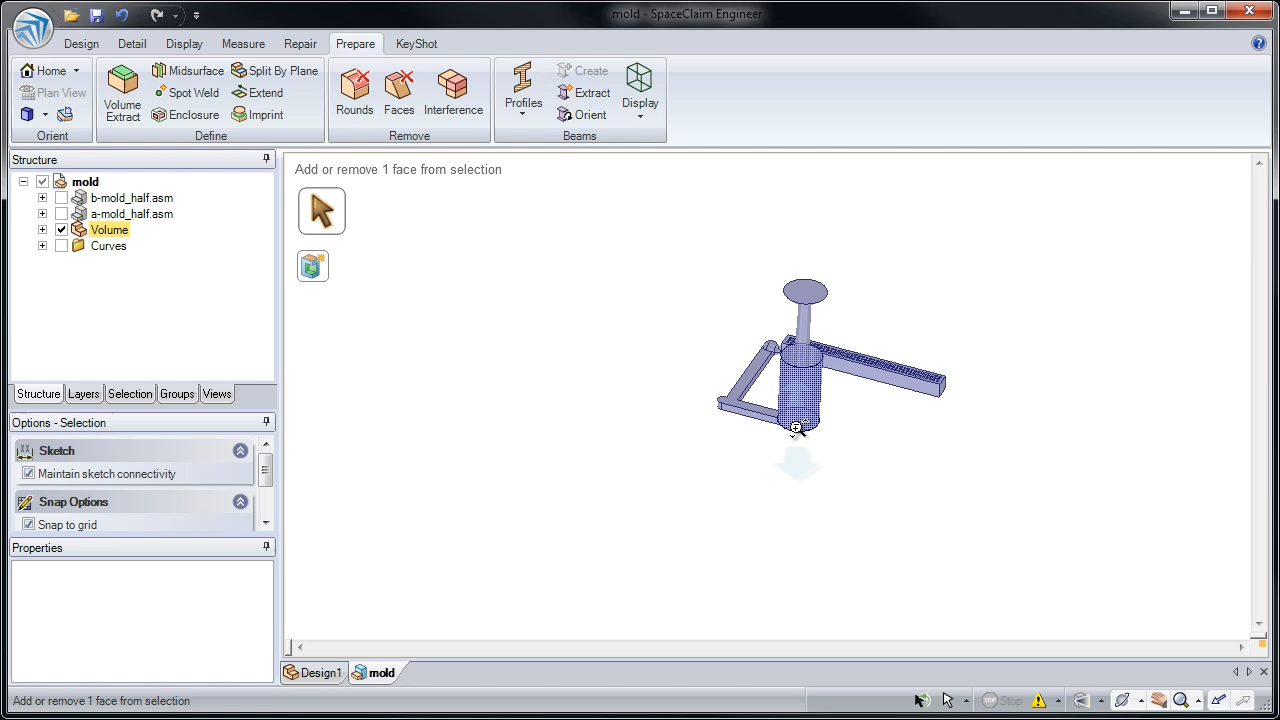 mold - SpaceClaim Engineer
Design Detail Display Measure Repair Prepare KeyShot
Home
Plan View
Orient
Volume Extract
Midsurface
Spot Weld
Enclosure
Split By Plane
Extend
Imprint
Define
Rounds Faces Interference
Remove
Profiles
Create
Extract
Orient
Display
Beams
Structure
mold
b-mold_half.asm
a-mold_half.asm
Volume
Curves
Structure Layers Selection Groups Views
Options - Selection
Sketch
Maintain sketch connectivity
Snap Options
Snap to grid
Properties
Add or remove 1 face from selection
Design1 mold
Add or remove 1 face from selection
Stop